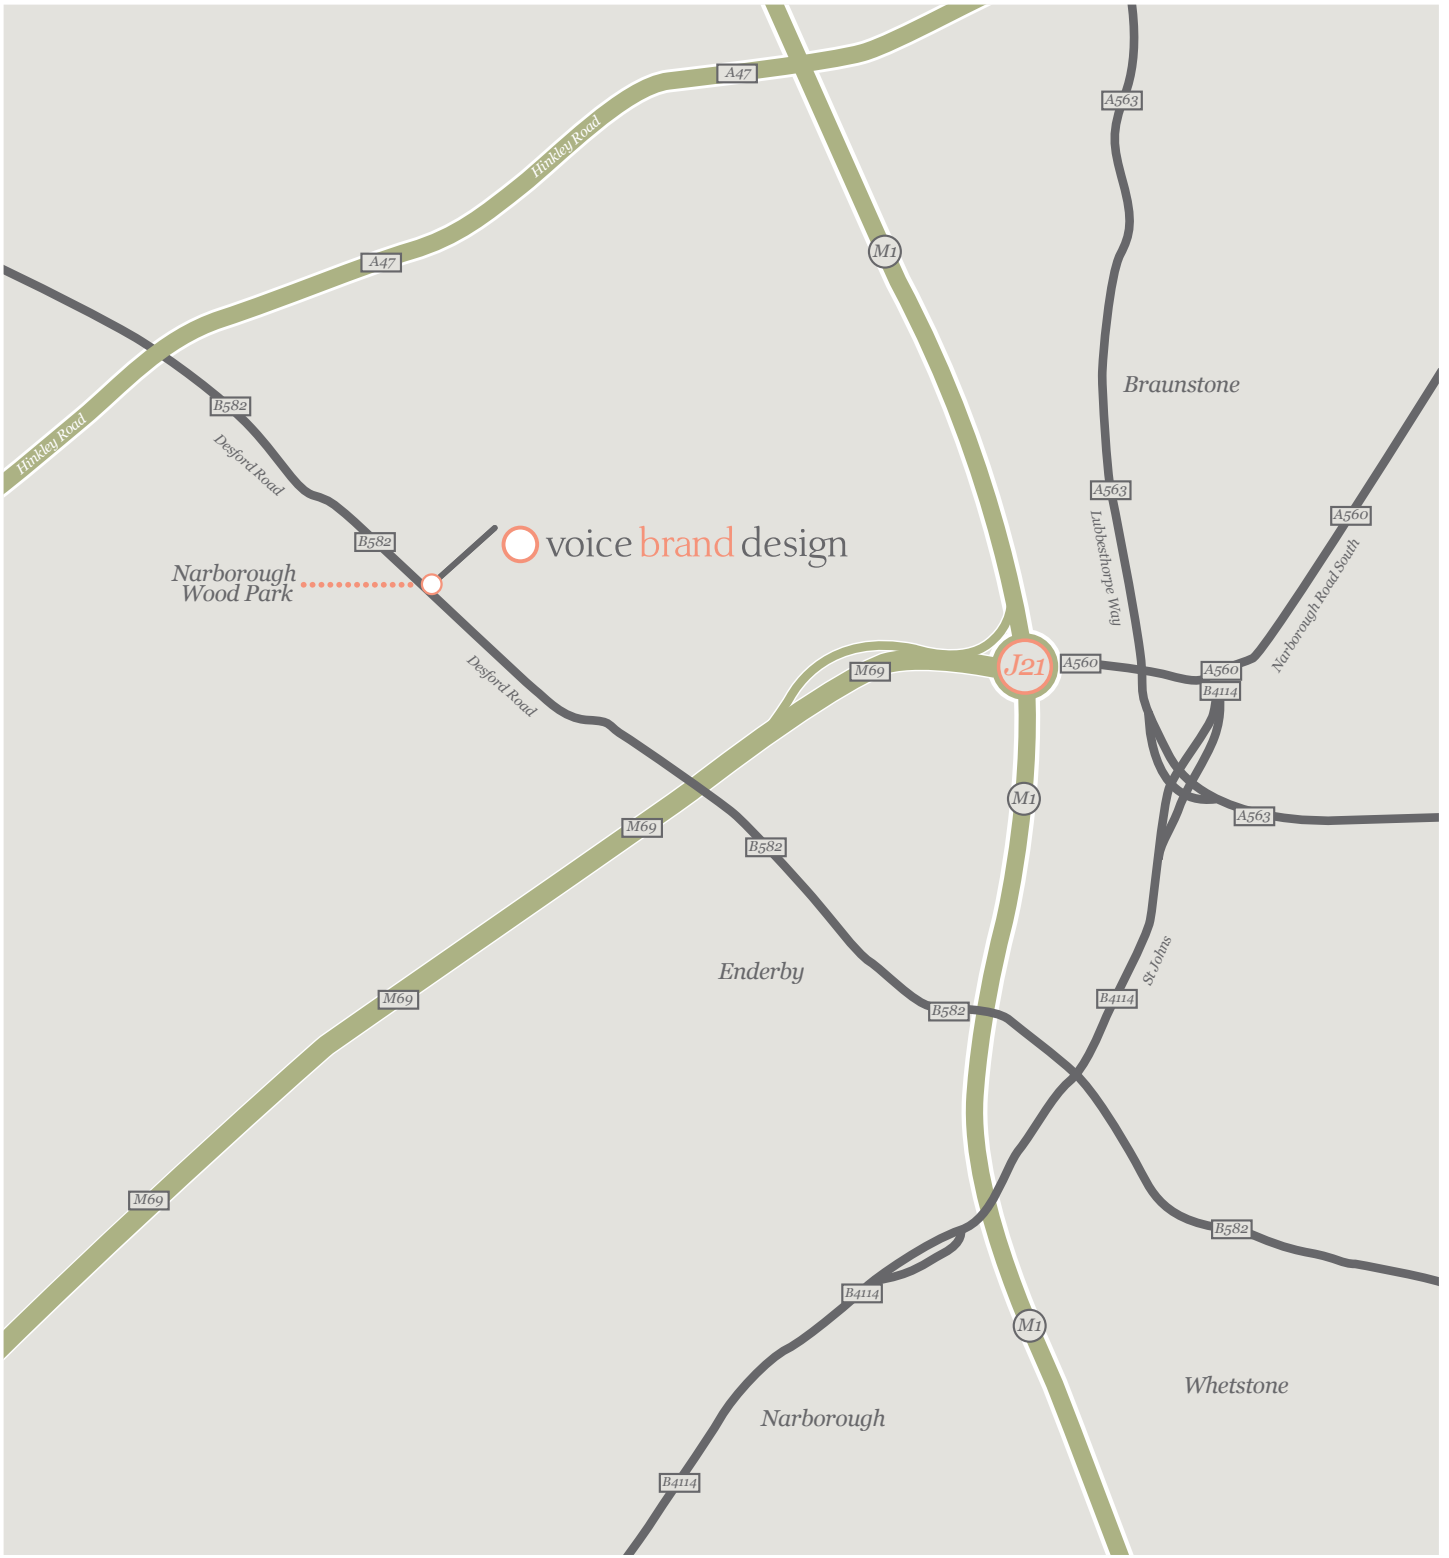 A47
A563
Hinkley Road
M1
A47
Braunstone
B582
Hinkley Road
Desford Road
A563
A560
Lubbesthorpe Way
B582
voice brand design
Narborough
Wood Park
Narborough Road South
J21
A560
A560
M69
B4114
Desford Road
M1
A563
M69
B582
St Johns
Enderby
M69
B4114
B582
M69
B582
B4114
M1
Whetstone
Narborough
B4114